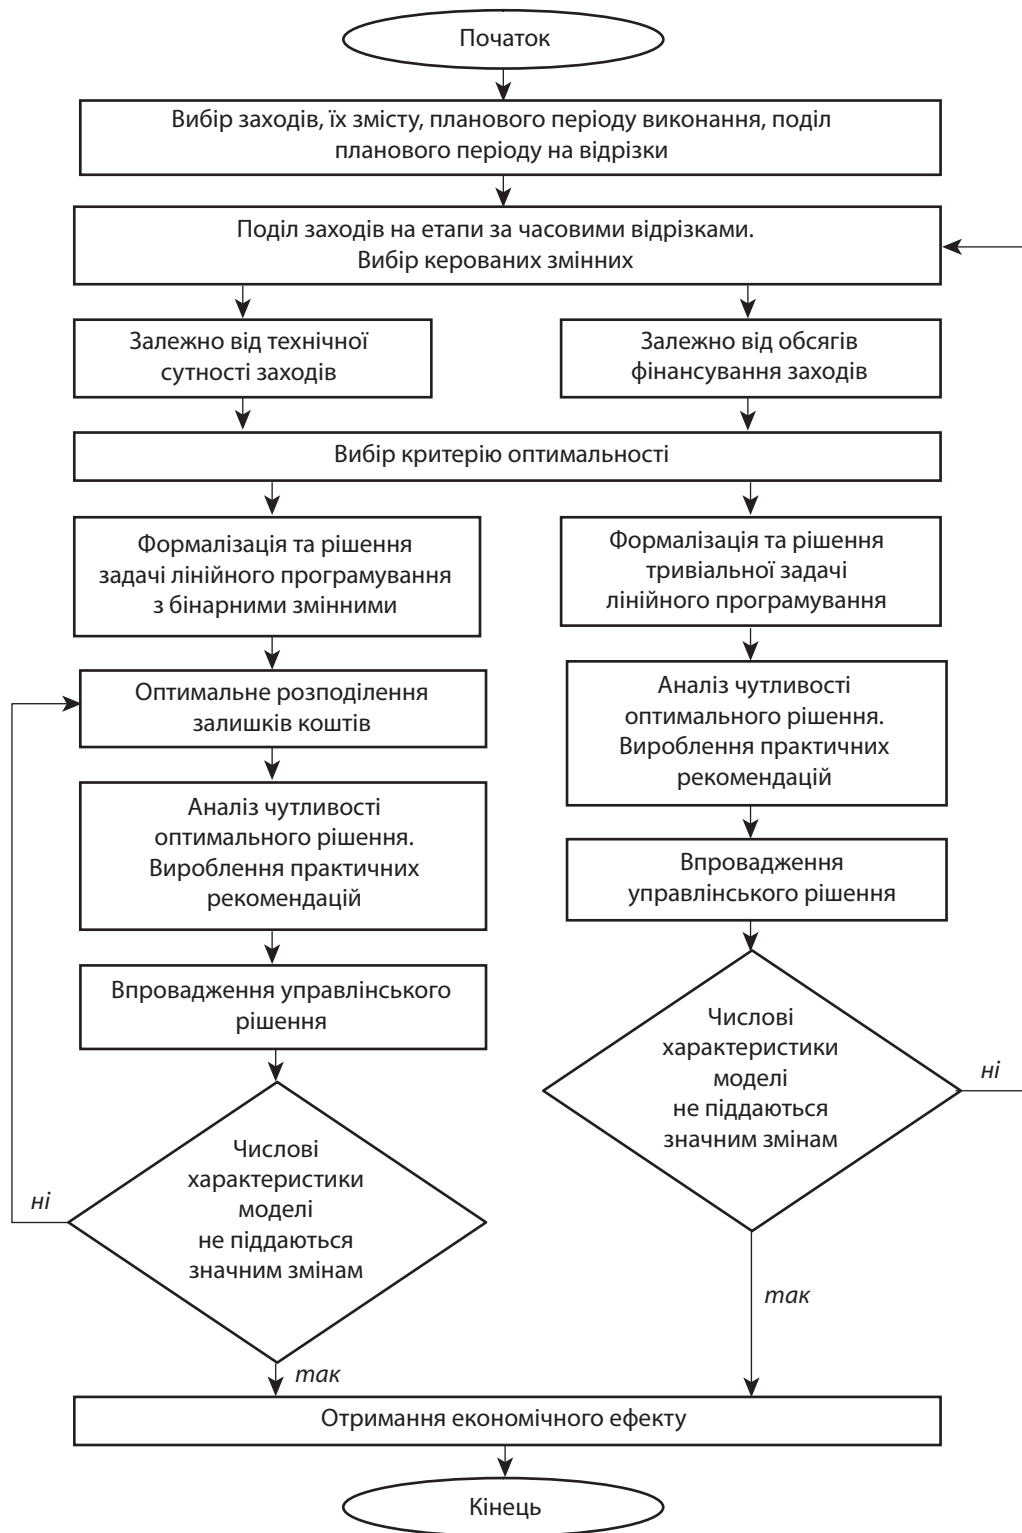 Початок
Вибір заходів, їх змісту, планового періоду виконання, поділ
планового періоду на відрізки
Поділ заходів на етапи за часовими відрізками.
Вибір керованих змінних
Залежно від технічної
сутності заходів
Залежно від обсягів
фінансування заходів
Вибір критерію оптимальності
Формалізація та рішення
задачі лінійного програмування
з бінарними змінними
Оптимальне розподілення
залишків коштів
Аналіз чутливості
оптимального рішення.
Вироблення практичних
рекомендацій
Впровадження управлінського
рішення
Числові
характеристики
моделі
не піддаються
значним змінам
ні
так
Формалізація та рішення
тривіальної задачі
лінійного програмування
Аналіз чутливості
оптимального рішення.
Вироблення практичних
рекомендацій
Впровадження
управлінського рішення
Числові
характеристики
моделі
не піддаються
значним змінам
ні
так
Отримання економічного ефекту
Кінець